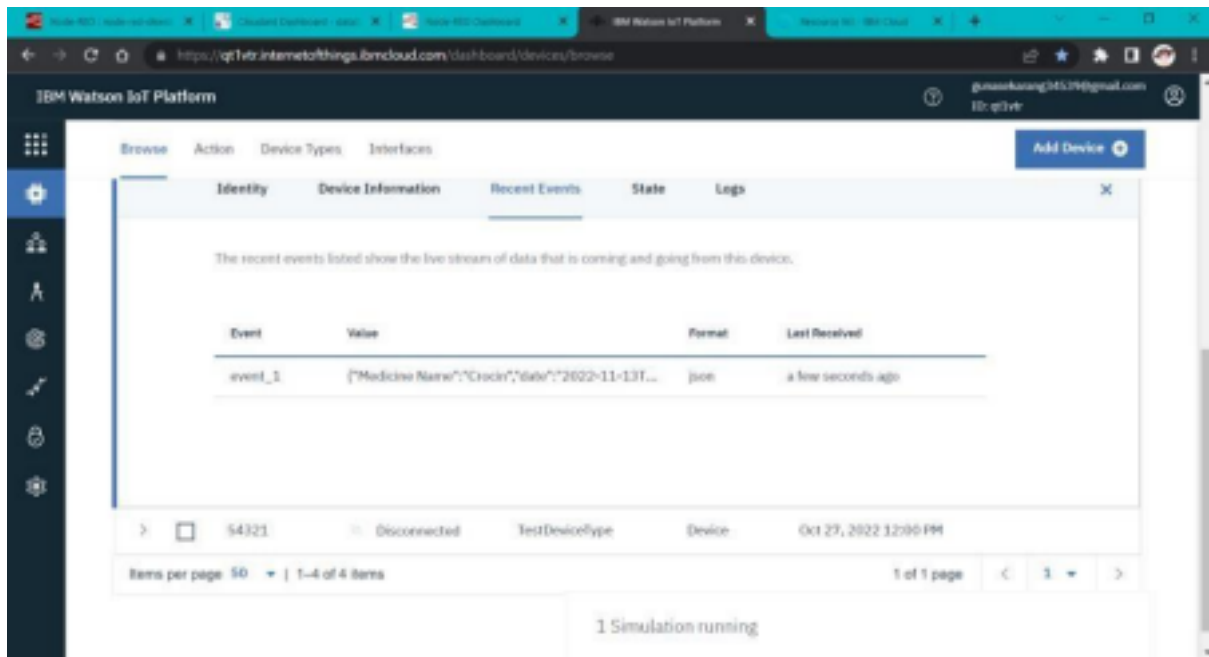 IBM Watson IoT Platform
https://qt1vtr.internetofthings.ibmcloud.com/dashboard/devices/browse
IBM Watson IoT Platform
ID: qt1vtr
Browse Action Device Types Interfaces
Add Device
Identity Device Information Recent Events State Logs
The recent events listed show the live stream of data that is coming and going from this device.
Event Value Format Last Received
event_1 {"Medicine Name":"Crocin","date":"2022-11-13T... json a few seconds ago
54321 Disconnected TestDeviceType Device Oct 27, 2022 12:00 PM
Items per page 50 | 1–4 of 4 items 1 of 1 page 1
1 Simulation running